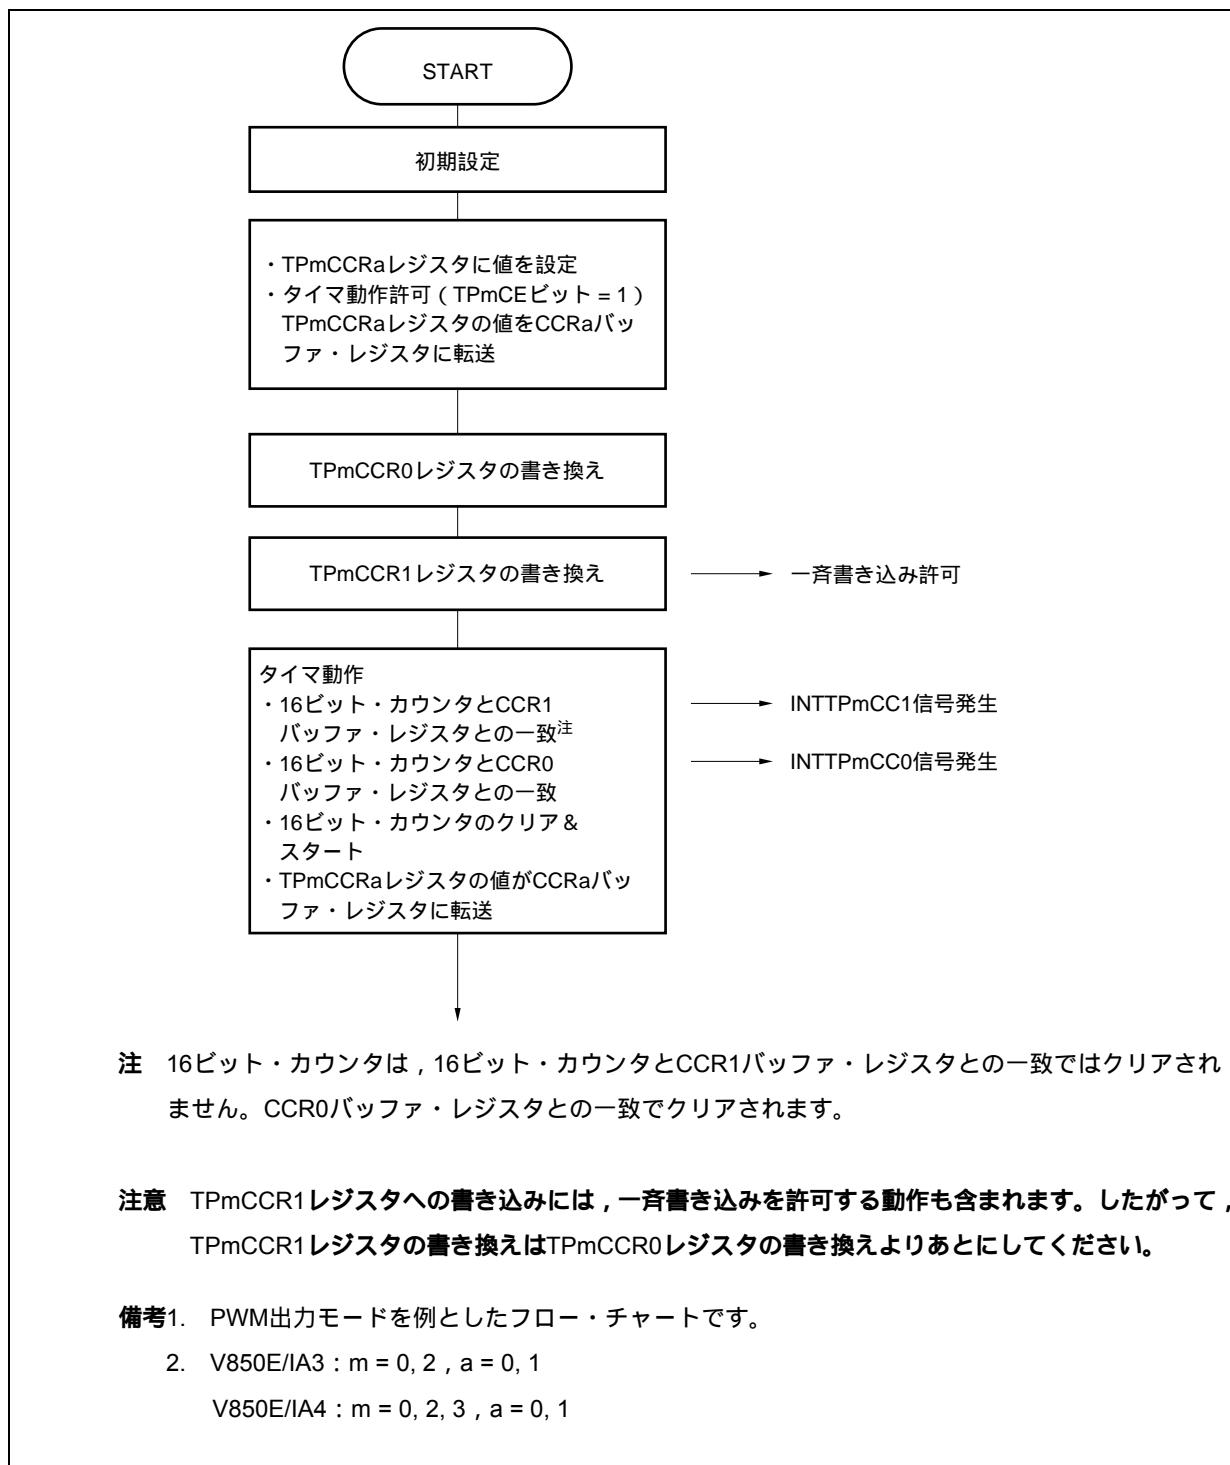 START
初期設定
・TPmCCRaレジスタに値を設定
・タイマ動作許可（TPmCEビット = 1）
TPmCCRaレジスタの値をCCRaバッ
ファ・レジスタに転送
TPmCCR0レジスタの書き換え
TPmCCR1レジスタの書き換え
一斉書き込み許可
タイマ動作
・16ビット・カウンタとCCR1
バッファ・レジスタとの一致注
・16ビット・カウンタとCCR0
バッファ・レジスタとの一致
・16ビット・カウンタのクリア＆
スタート
・TPmCCRaレジスタの値がCCRaバッ
ファ・レジスタに転送
INTTPmCC1信号発生
INTTPmCC0信号発生
注　16ビット・カウンタは，16ビット・カウンタとCCR1バッファ・レジスタとの一致ではクリアされ
ません。CCR0バッファ・レジスタとの一致でクリアされます。
注意　TPmCCR1レジスタへの書き込みには，一斉書き込みを許可する動作も含まれます。したがって，
TPmCCR1レジスタの書き換えはTPmCCR0レジスタの書き換えよりあとにしてください。
備考1.　PWM出力モードを例としたフロー・チャートです。
2.　V850E/IA3：m = 0, 2，a = 0, 1
V850E/IA4：m = 0, 2, 3，a = 0, 1